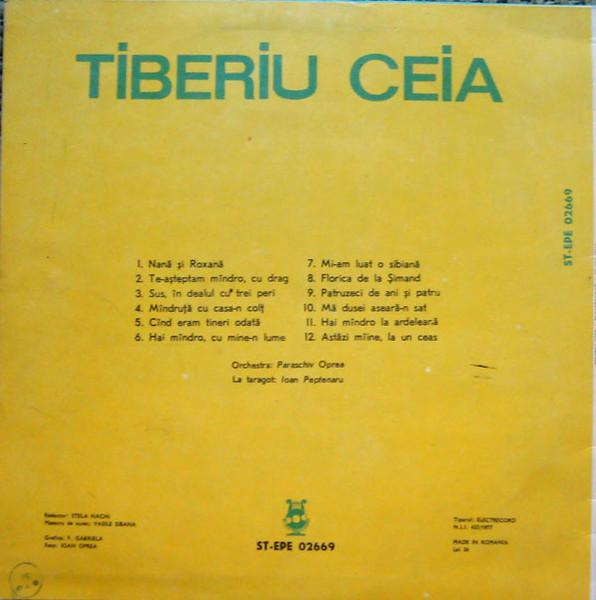 TiBERiU CEiA
ST-EPE 02669
1. Nană și Roxană
2. Te-așteptam mîndro, cu drag
3. Sus, în dealul cu trei peri
4. Mîndruță cu casa-n colț
5. Cînd eram tineri odată
6. Hai mîndro, cu mine-n lume
7. Mi-am luat o sibiană
8. Florica de la Șimand
9. Patruzeci de ani și patru
10. Mă dusei aseară-n sat
11. Hai mîndro la ardeleană
12. Astăzi mîine, la un ceas
Orchestra: Paraschiv Oprea
La taragot: Ioan Peptenaru
Redactor: STELA NACHI
Maestru de sunet: VASILE SIBANA
Grafica: F. GABRIELA
Foto: IOAN OPREA
ST-EPE 02669
Tiparul: ELECTRECORD
MADE IN ROMANIA
Lei 26